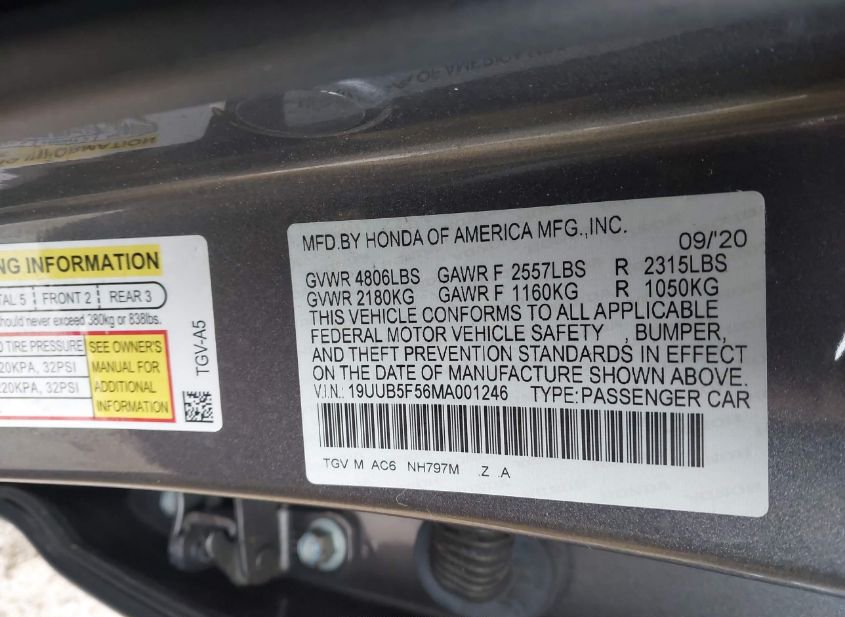 NG INFORMATION
TAL 5 FRONT 2 REAR 3
hould never exceed 380kg or 838lbs.
TIRE PRESSURE
20KPA, 32PSI
220KPA, 32PSI
SEE OWNER'S
MANUAL FOR
ADDITIONAL
INFORMATION
TGV-A5
MFD.BY HONDA OF AMERICA MFG.,INC.
09/'20
GVWR 4806LBS GAWR F 2557LBS R 2315LBS
GVWR 2180KG GAWR F 1160KG R 1050KG
THIS VEHICLE CONFORMS TO ALL APPLICABLE
FEDERAL MOTOR VEHICLE SAFETY , BUMPER,
AND THEFT PREVENTION STANDARDS IN EFFECT
ON THE DATE OF MANUFACTURE SHOWN ABOVE.
V.I.N.: 19UUB5F56MA001246 TYPE:PASSENGER CAR
TGV M AC6 NH797M .Z .A